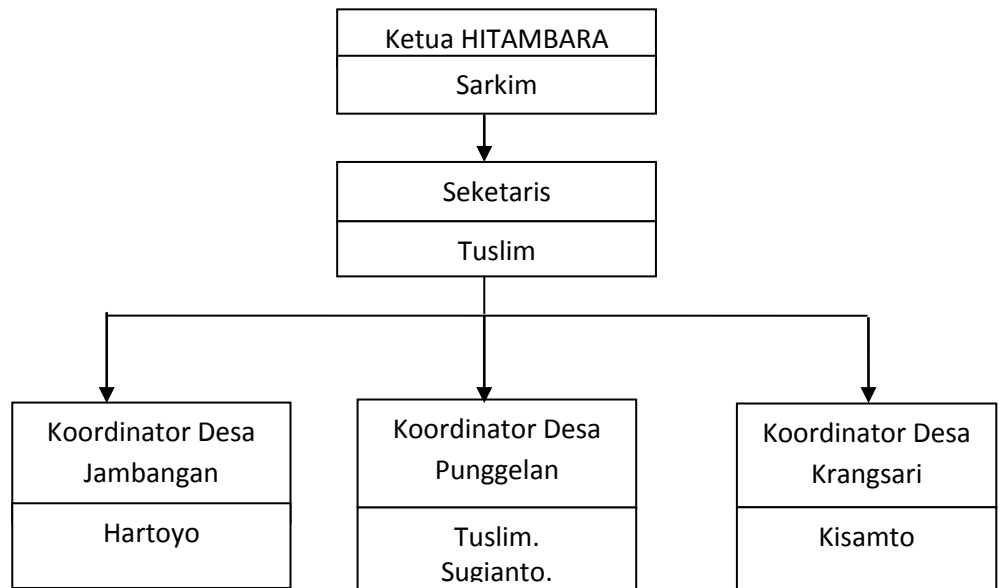 Ketua HITAMBARA
Sarkim
Seketaris
Tuslim
Koordinator Desa
Jambangan
Hartoyo
Koordinator Desa
Punggelan
Tuslim.
Sugianto.
Koordinator Desa
Krangsari
Kisamto